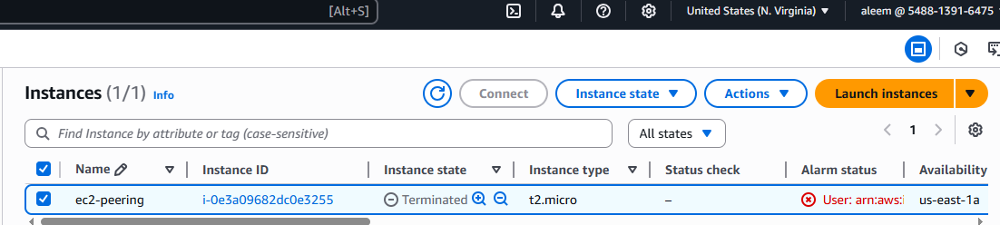 [Alt+S]
United States (N. Virginia) aleem @ 5488-1391-6475
Instances (1/1) Info Connect Instance state Actions Launch instances
Find Instance by attribute or tag (case-sensitive) All states 1
Name Instance ID Instance state Instance type Status check Alarm status Availability
ec2-peering i-0e3a09682dc0e3255 Terminated t2.micro – User: arn:aws:i us-east-1a